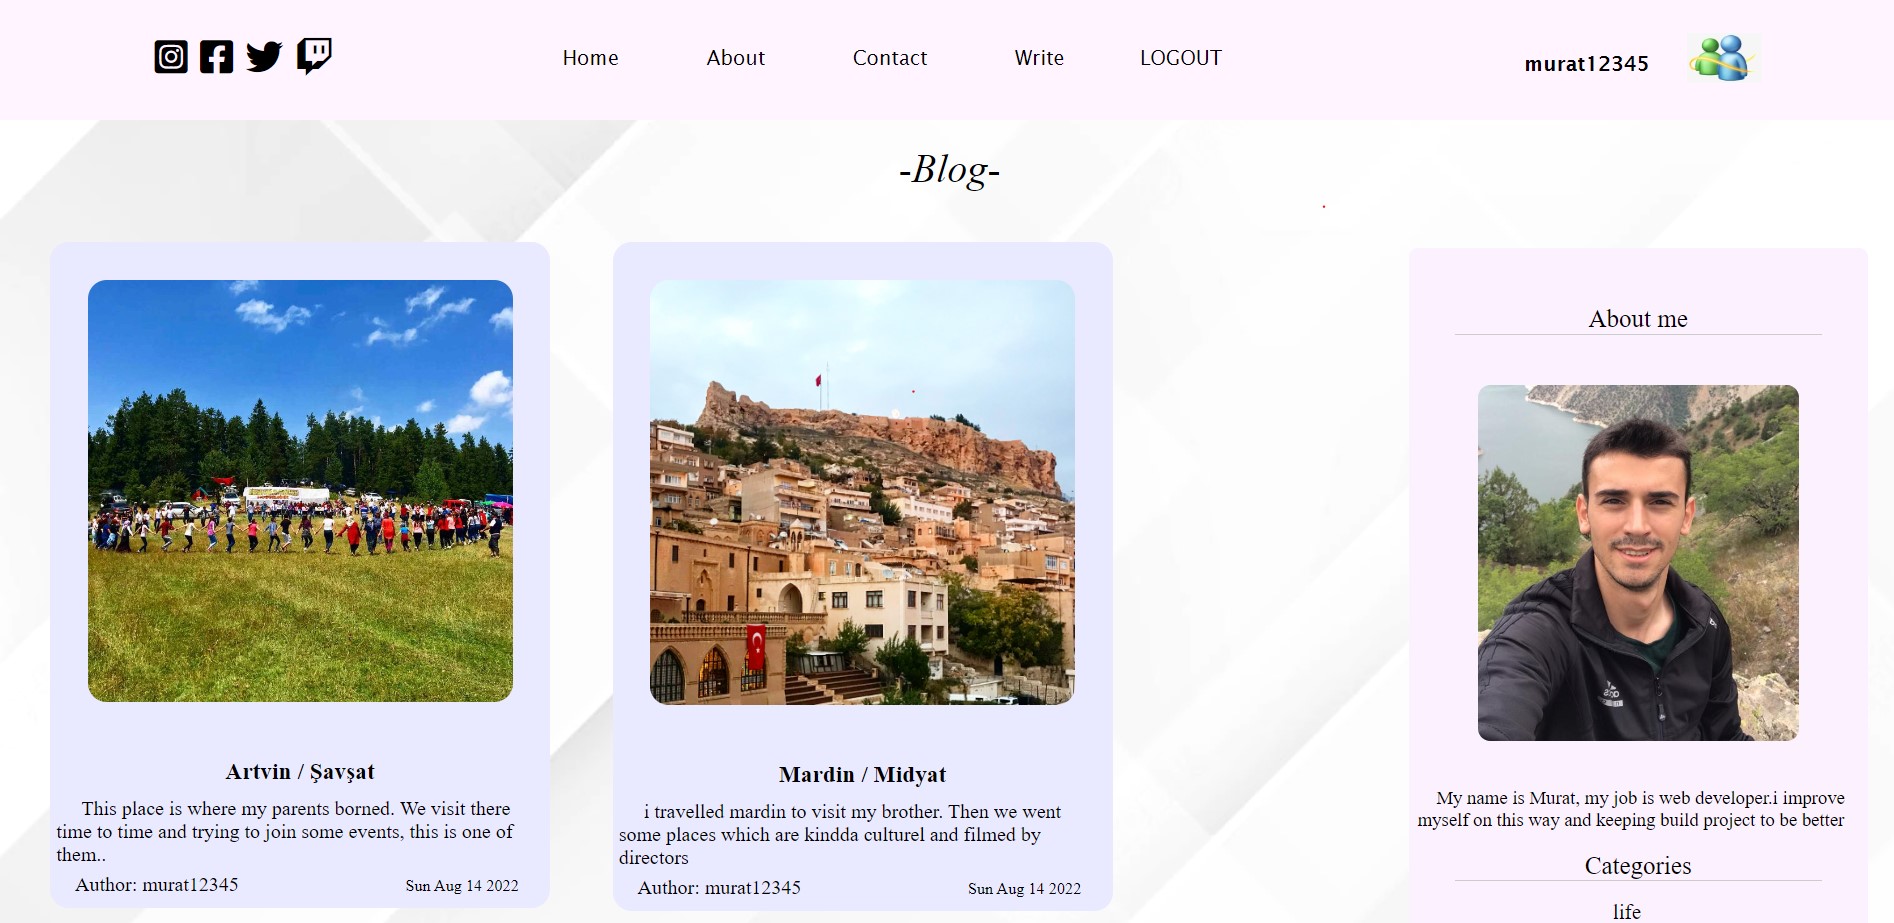 Home About Contact Write LOGOUT murat12345
-Blog-
Artvin / Şavşat
This place is where my parents borned. We visit there
time to time and trying to join some events, this is one of
them..
Author: murat12345 Sun Aug 14 2022
Mardin / Midyat
i travelled mardin to visit my brother. Then we went
some places which are kindda culturel and filmed by
directors
Author: murat12345 Sun Aug 14 2022
About me
My name is Murat, my job is web developer.i improve
myself on this way and keeping build project to be better
Categories
life